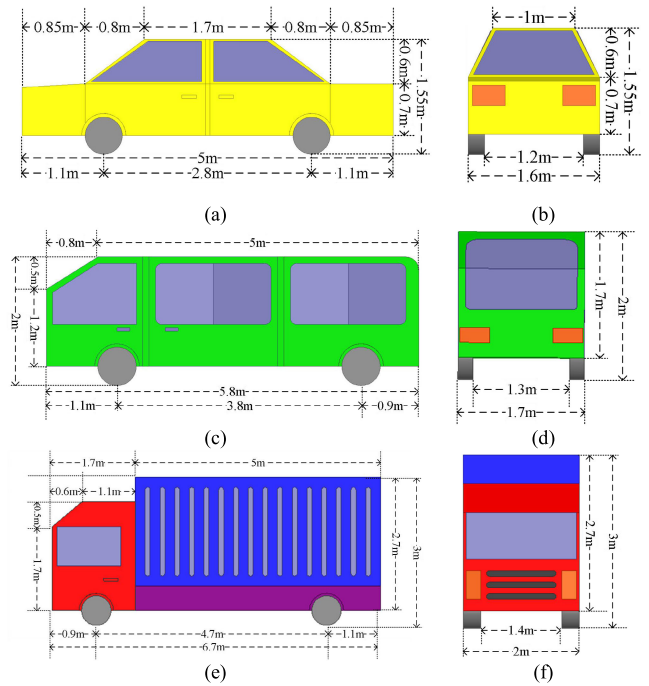 0.85m 0.8m 1.7m 0.8m 0.85m
0.6m
0.7m
1.55m
5m
1.1m 2.8m 1.1m
(a)
1m
0.6m
0.7m
1.55m
1.2m
1.6m
(b)
0.8m 5m
0.5m
1.2m
2m
5.8m
1.1m 3.8m 0.9m
(c)
1.7m
2m
1.3m
1.7m
(d)
1.7m 5m
0.6m 1.1m
0.5m
1.7m
2.7m
3m
0.9m 4.7m 1.1m
6.7m
(e)
2.7m
3m
1.4m
2m
(f)